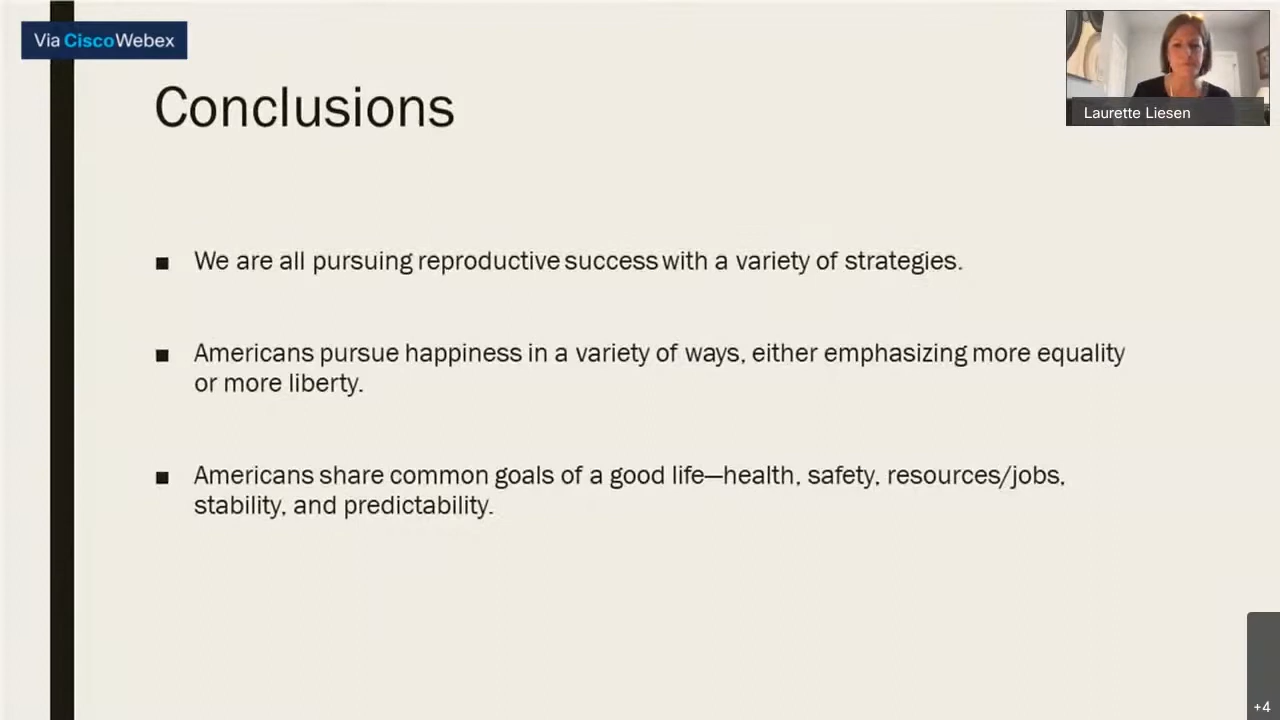 Via Cisco Webex
Laurette Liesen
Conclusions
■ We are all pursuing reproductive success with a variety of strategies.
■ Americans pursue happiness in a variety of ways, either emphasizing more equality
or more liberty.
■ Americans share common goals of a good life—health, safety, resources/jobs,
stability, and predictability.
+4